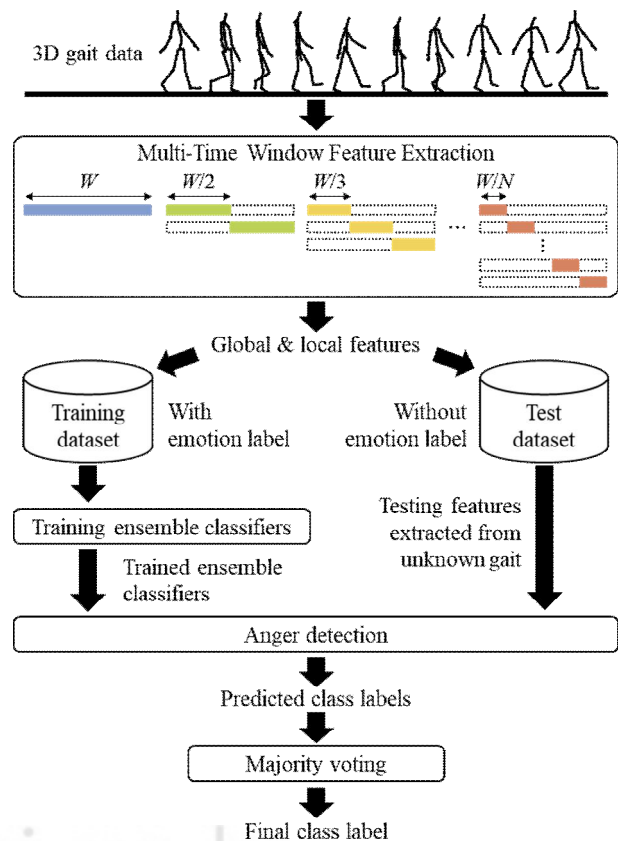 3D gait data
Multi-Time Window Feature Extraction
W W/2 W/3 W/N
...
Global & local features
Training
dataset
With
emotion label
Without
emotion label
Test
dataset
Training ensemble classifiers
Testing features
extracted from
unknown gait
Trained ensemble
classifiers
Anger detection
Predicted class labels
Majority voting
Final class label